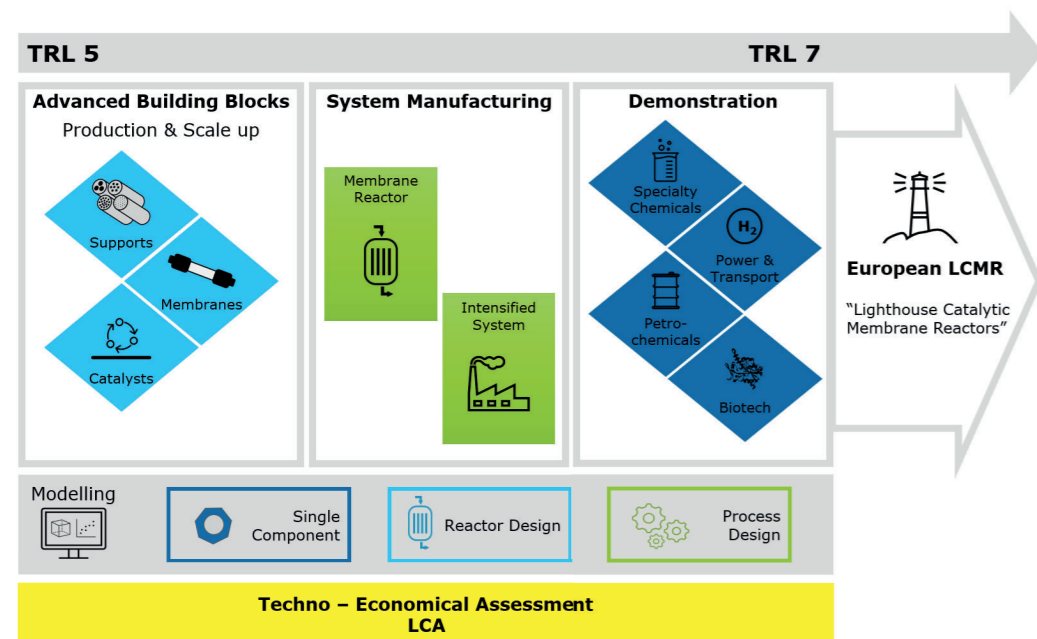 TRL 5
TRL 7
Advanced Building Blocks
Production & Scale up
Supports
Membranes
Catalysts
System Manufacturing
Membrane
Reactor
Intensified
System
Demonstration
Specialty
Chemicals
H2
Power &
Transport
Petro-
chemicals
Biotech
European LCMR
“Lighthouse Catalytic
Membrane Reactors”
Modelling
Single
Component
Reactor Design
Process
Design
Techno – Economical Assessment
LCA